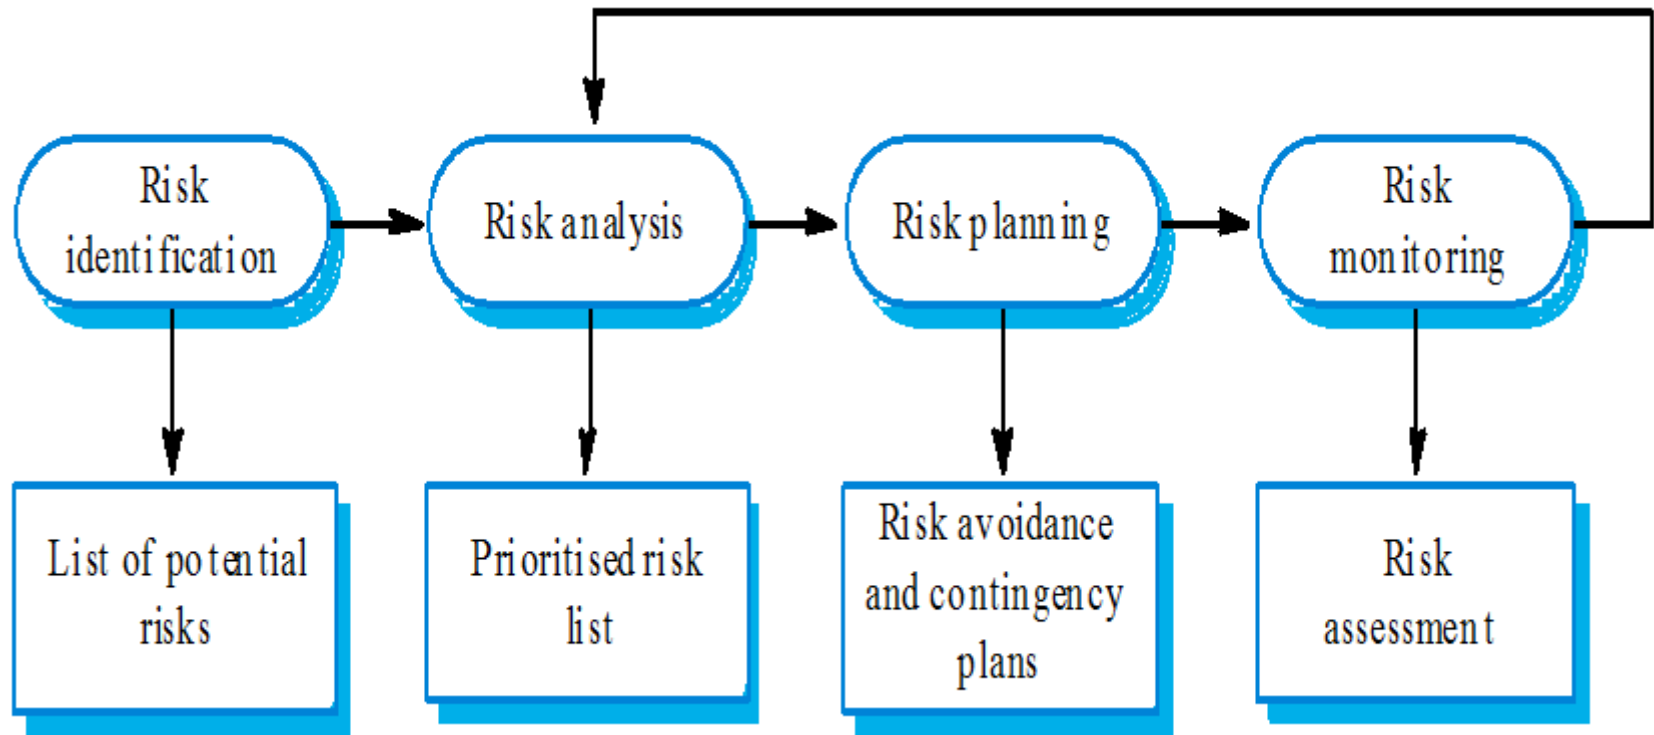 Risk
identification
Risk analysis
Risk planning
Risk
monitoring
List of potential
risks
Prioritised risk
list
Risk avoidance
and contingency
plans
Risk
assessment